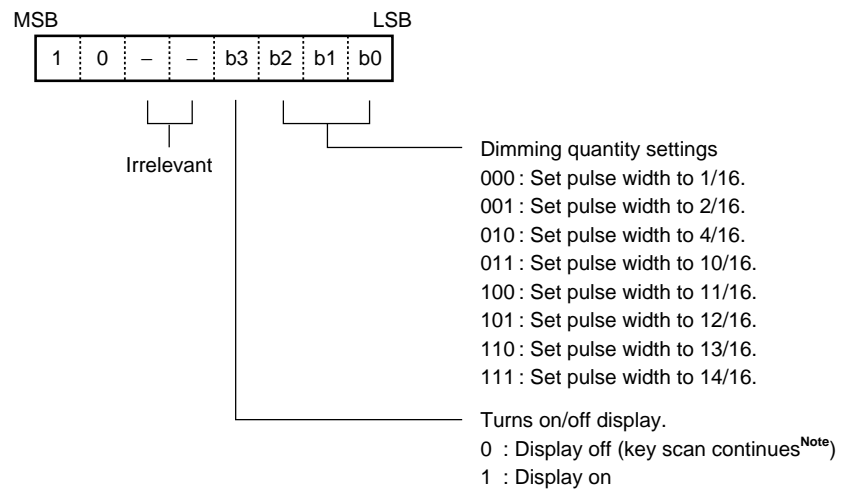 MSB LSB
1 0 – – b3 b2 b1 b0
Irrelevant
Dimming quantity settings
000 : Set pulse width to 1/16.
001 : Set pulse width to 2/16.
010 : Set pulse width to 4/16.
011 : Set pulse width to 10/16.
100 : Set pulse width to 11/16.
101 : Set pulse width to 12/16.
110 : Set pulse width to 13/16.
111 : Set pulse width to 14/16.
Turns on/off display.
0 : Display off (key scan continuesNote)
1 : Display on